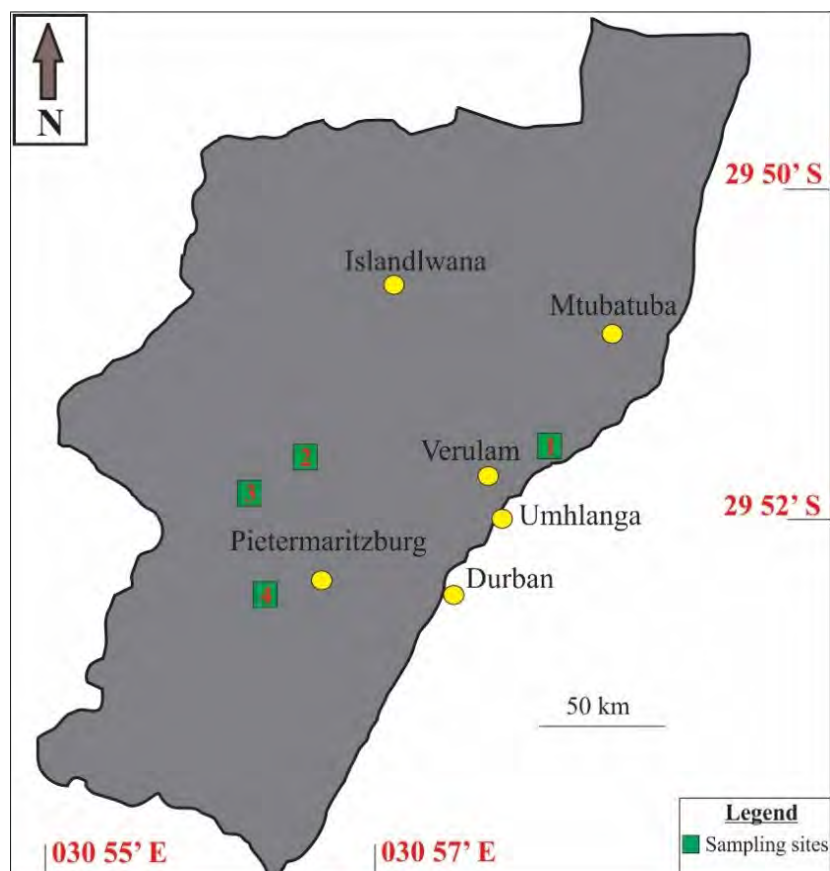 N
29 50' S
Islandlwana
Mtubatuba
1
Verulam
2
3
29 52' S
Umhlanga
Pietermaritzburg
Durban
4
50 km
Legend
Sampling sites
030 55' E
030 57' E